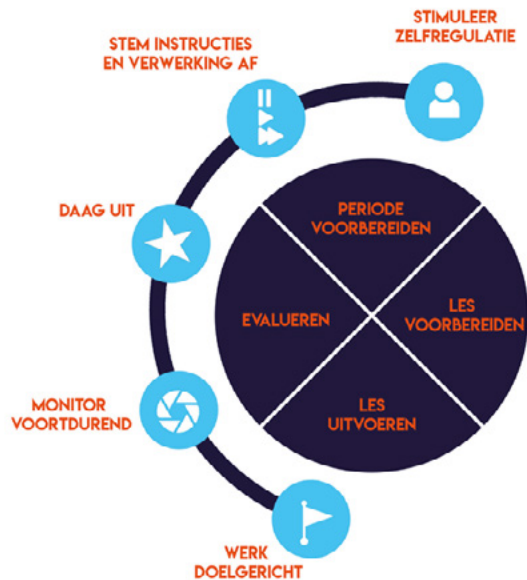 STIMULEER
ZELFREGULATIE
STEM INSTRUCTIES
EN VERWERKING AF
DAAG UIT
MONITOR
VOORTDUREND
WERK
DOELGERICHT
PERIODE
VOORBEREIDEN
LES
VOORBEREIDEN
LES
UITVOEREN
EVALUEREN